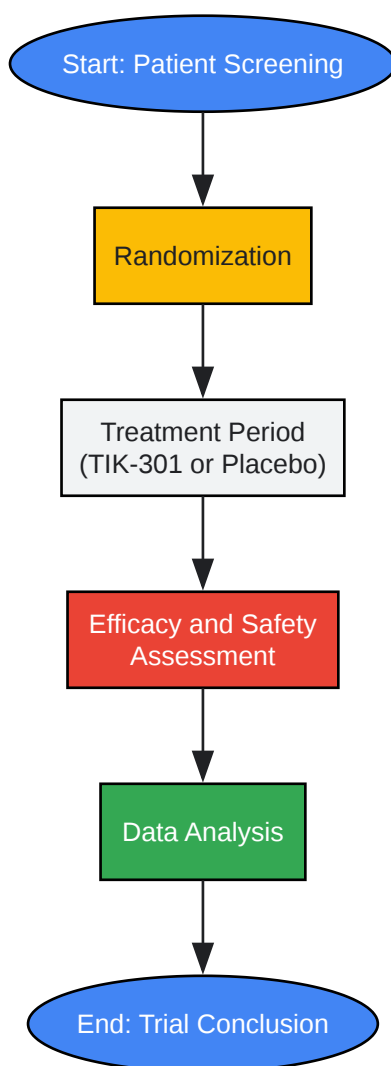 Start: Patient Screening
Randomization
Treatment Period
(TIK-301 or Placebo)
Efficacy and Safety
Assessment
Data Analysis
End: Trial Conclusion